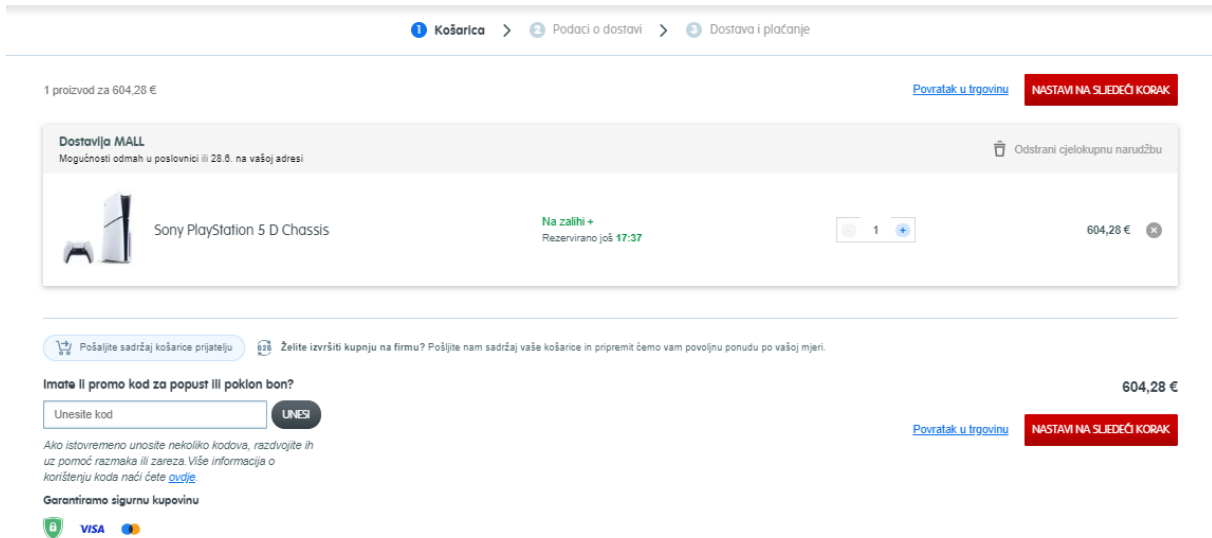 1 Košarica > 2 Podaci o dostavi > 3 Dostava i plačanje
1 proizvod za 604,28 €
Povratak u trgovinu
NASTAVI NA SLJEDEĆI KORAK
Dostavlja MALL
Mogućnosti odmah u poslovnici ili 28.6. na vašoj adresi
Odstrani cjelokupnu narudžbu
Sony PlayStation 5 D Chassis
Na zalihi +
Rezervirano još 17:37
- 1 +
604,28 €
Pošaljite sadržaj košarice prijatelju
B2B
Želite izvršiti kupnju na firmu? Pošljite nam sadržaj vaše košarice in pripremit ćemo vam povoljnu ponudu po vašoj mjeri.
Imate li promo kod za popust ili poklon bon?
604,28 €
Unesite kod
UNESI
Povratak u trgovinu
NASTAVI NA SLJEDEĆI KORAK
Ako istovremeno unosite nekoliko kodova, razdvojite ih
uz pomoć razmaka ili zareza.Više informacija o
korištenju koda naći ćete ovdje.
Garantiramo sigurnu kupovinu
VISA